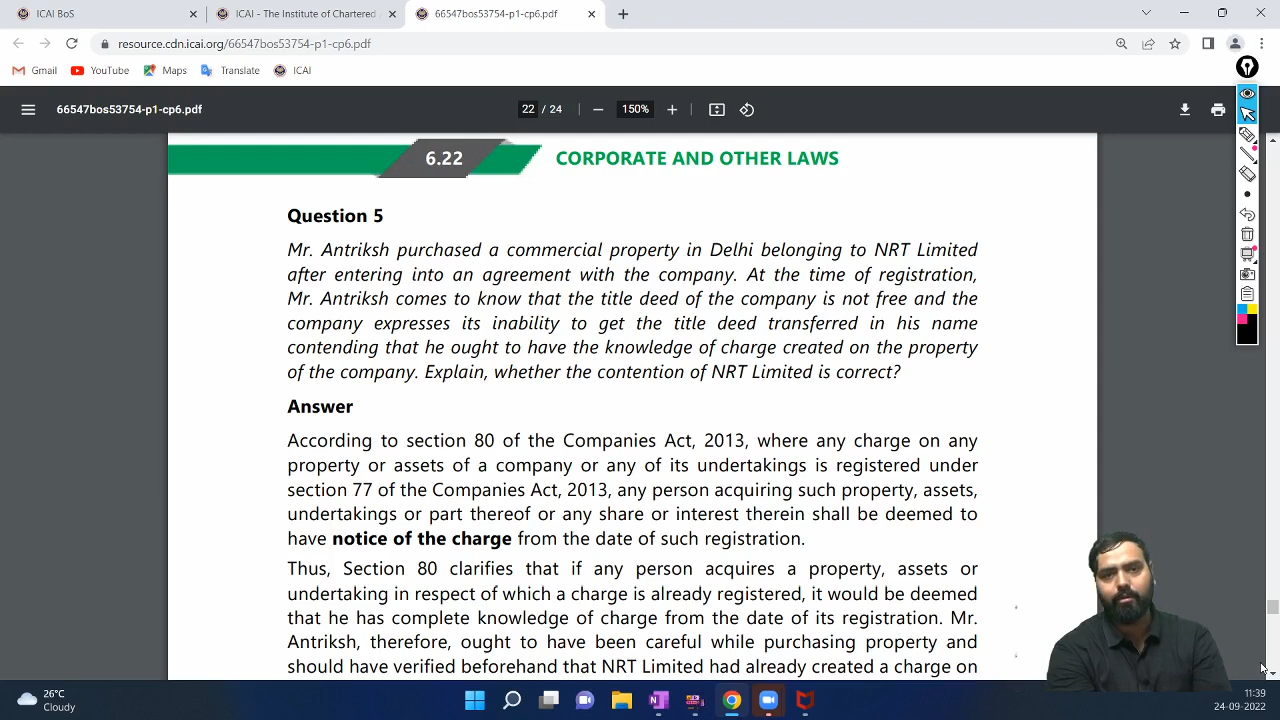 ICAI BoS
ICAI - The Institute of Chartered A
66547bos53754-p1-cp6.pdf
resource.cdn.icai.org/66547bos53754-p1-cp6.pdf
Gmail YouTube Maps Translate ICAI
66547bos53754-p1-cp6.pdf
22 / 24
150%
6.22
CORPORATE AND OTHER LAWS
Question 5
Mr. Antriksh purchased a commercial property in Delhi belonging to NRT Limited
after entering into an agreement with the company. At the time of registration,
Mr. Antriksh comes to know that the title deed of the company is not free and the
company expresses its inability to get the title deed transferred in his name
contending that he ought to have the knowledge of charge created on the property
of the company. Explain, whether the contention of NRT Limited is correct?
Answer
According to section 80 of the Companies Act, 2013, where any charge on any
property or assets of a company or any of its undertakings is registered under
section 77 of the Companies Act, 2013, any person acquiring such property, assets,
undertakings or part thereof or any share or interest therein shall be deemed to
have notice of the charge from the date of such registration.
Thus, Section 80 clarifies that if any person acquires a property, assets or
undertaking in respect of which a charge is already registered, it would be deemed
that he has complete knowledge of charge from the date of its registration. Mr.
Antriksh, therefore, ought to have been careful while purchasing property and
should have verified beforehand that NRT Limited had already created a charge on
26°C
Cloudy
11:39
24-09-2022